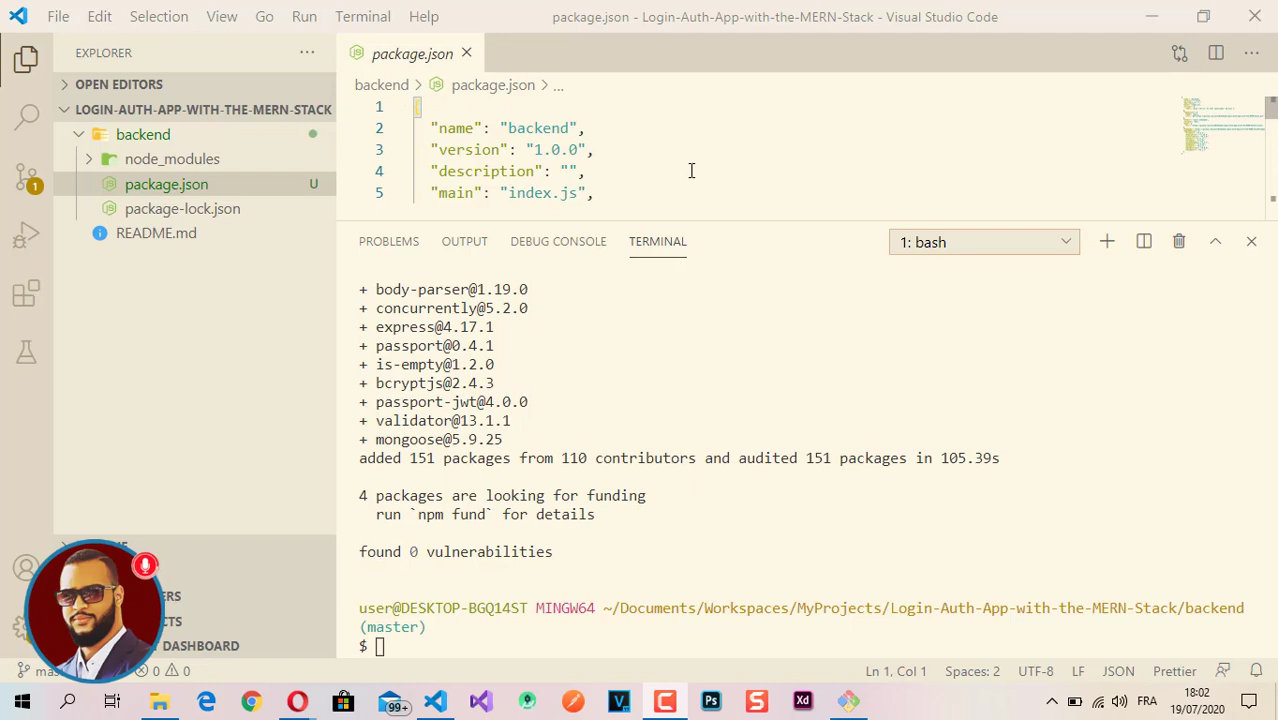 File Edit Selection View Go Run Terminal Help
package.json - Login-Auth-App-with-the-MERN-Stack - Visual Studio Code
EXPLORER
OPEN EDITORS
LOGIN-AUTH-APP-WITH-THE-MERN-STACK
backend
node_modules
package.json U
package-lock.json
README.md
1
package.json
backend > package.json > ...
1 {
2 "name": "backend",
3 "version": "1.0.0",
4 "description": "",
5 "main": "index.js",
PROBLEMS OUTPUT DEBUG CONSOLE TERMINAL
1: bash
+ body-parser@1.19.0
+ concurrently@5.2.0
+ express@4.17.1
+ passport@0.4.1
+ is-empty@1.2.0
+ bcryptjs@2.4.3
+ passport-jwt@4.0.0
+ validator@13.1.1
+ mongoose@5.9.25
added 151 packages from 110 contributors and audited 151 packages in 105.39s
4 packages are looking for funding
run `npm fund` for details
found 0 vulnerabilities
user@DESKTOP-BGQ14ST MINGW64 ~/Documents/Workspaces/MyProjects/Login-Auth-App-with-the-MERN-Stack/backend
(master)
$
DASHBOARD
0 0
Ln 1, Col 1 Spaces: 2 UTF-8 LF JSON Prettier
99+
Ps
S
Xd
FRA
18:02
19/07/2020